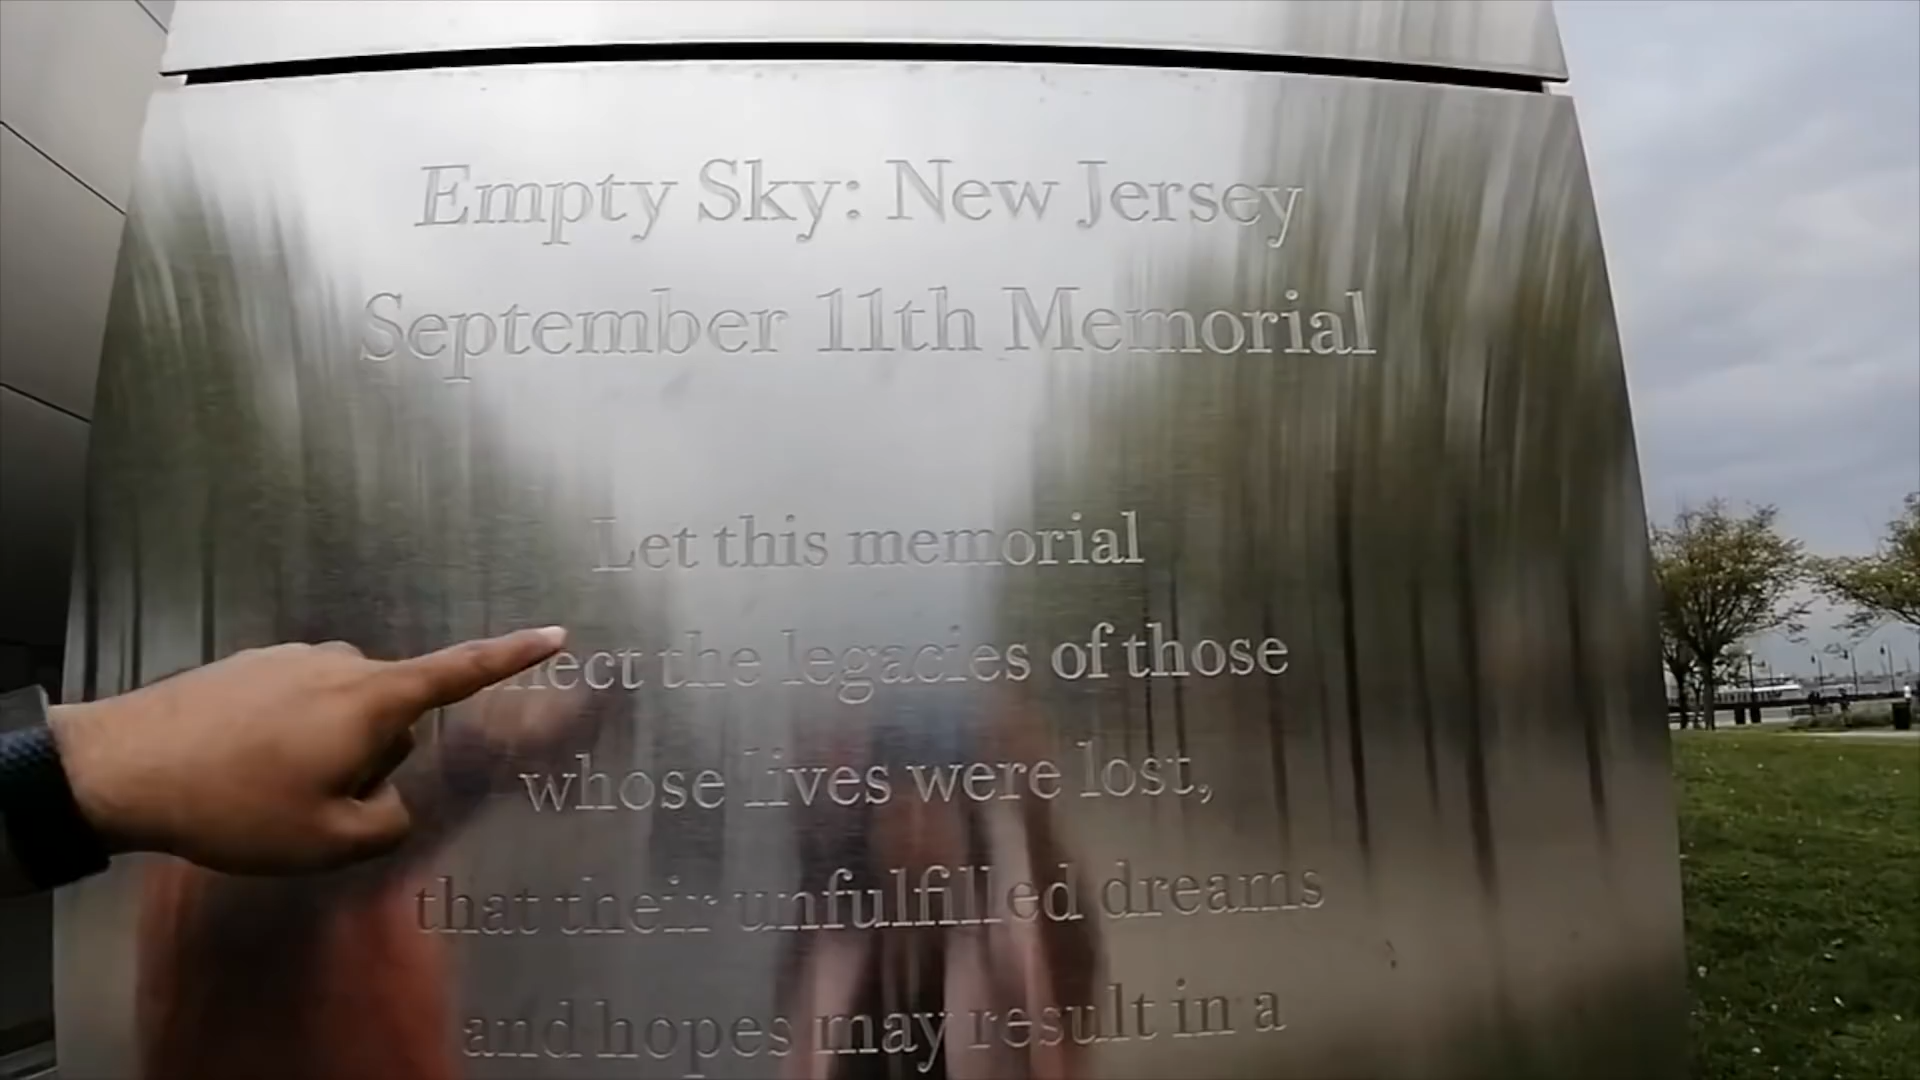 Empty Sky: New Jersey
September 11th Memorial
Let this memorial
the legacies of those
whose lives were lost,
that their unfulfilled dreams
and hopes may result in a